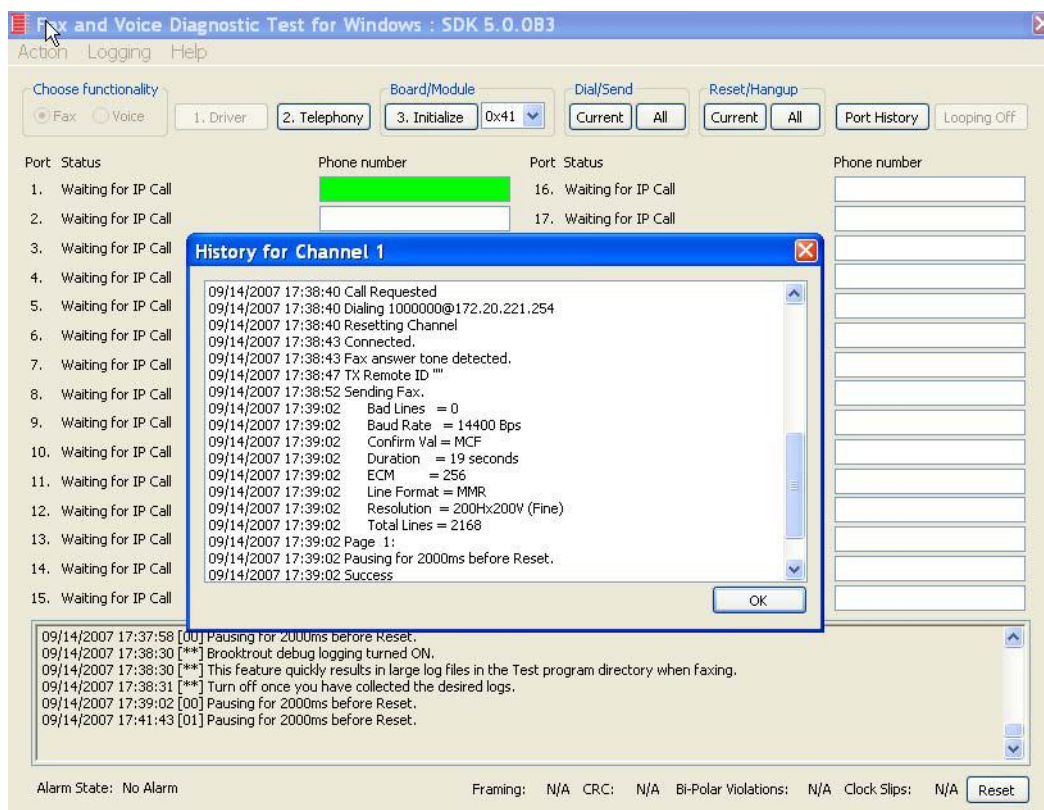 Fax and Voice Diagnostic Test for Windows : SDK 5.0.0B3
Action Logging Help
Choose functionality
Board/Module
Dial/Send
Reset/Hangup
Fax Voice 1. Driver 2. Telephony 3. Initialize 0x41 Current All Current All Port History Looping Off
Port Status Phone number Port Status Phone number
1. Waiting for IP Call 16. Waiting for IP Call
2. Waiting for IP Call 17. Waiting for IP Call
3. Waiting for IP Call
4. Waiting for IP Call
5. Waiting for IP Call
6. Waiting for IP Call
7. Waiting for IP Call
8. Waiting for IP Call
9. Waiting for IP Call
10. Waiting for IP Call
11. Waiting for IP Call
12. Waiting for IP Call
13. Waiting for IP Call
14. Waiting for IP Call
15. Waiting for IP Call
History for Channel 1
09/14/2007 17:38:40 Call Requested
09/14/2007 17:38:40 Dialing 1000000@172.20.221.254
09/14/2007 17:38:40 Resetting Channel
09/14/2007 17:38:43 Connected.
09/14/2007 17:38:43 Fax answer tone detected.
09/14/2007 17:38:47 TX Remote ID ""
09/14/2007 17:38:52 Sending Fax.
09/14/2007 17:39:02 Bad Lines = 0
09/14/2007 17:39:02 Baud Rate = 14400 Bps
09/14/2007 17:39:02 Confirm Val = MCF
09/14/2007 17:39:02 Duration = 19 seconds
09/14/2007 17:39:02 ECM = 256
09/14/2007 17:39:02 Line Format = MMR
09/14/2007 17:39:02 Resolution = 200Hx200V (Fine)
09/14/2007 17:39:02 Total Lines = 2168
09/14/2007 17:39:02 Page 1:
09/14/2007 17:39:02 Pausing for 2000ms before Reset.
09/14/2007 17:39:02 Success
OK
09/14/2007 17:37:58 [00] Pausing for 2000ms before Reset.
09/14/2007 17:38:30 [**] Brooktrout debug logging turned ON.
09/14/2007 17:38:30 [**] This feature quickly results in large log files in the Test program directory when faxing.
09/14/2007 17:38:31 [**] Turn off once you have collected the desired logs.
09/14/2007 17:39:02 [00] Pausing for 2000ms before Reset.
09/14/2007 17:41:43 [01] Pausing for 2000ms before Reset.
Alarm State: No Alarm Framing: N/A CRC: N/A Bi-Polar Violations: N/A Clock Slips: N/A Reset